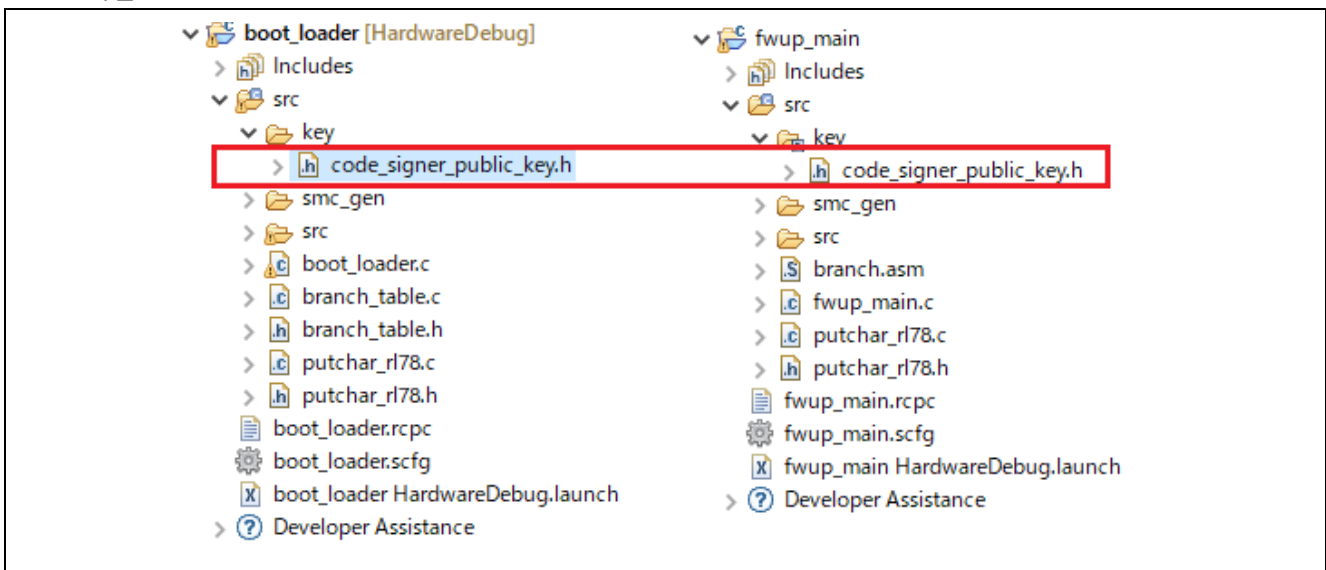 boot_loader [HardwareDebug]
Includes
src
key
code_signer_public_key.h
smc_gen
src
boot_loader.c
branch_table.c
branch_table.h
putchar_rl78.c
putchar_rl78.h
boot_loader.rcpc
boot_loader.scfg
boot_loader HardwareDebug.launch
Developer Assistance
fwup_main
Includes
src
key
code_signer_public_key.h
smc_gen
src
branch.asm
fwup_main.c
putchar_rl78.c
putchar_rl78.h
fwup_main.rcpc
fwup_main.scfg
fwup_main HardwareDebug.launch
Developer Assistance